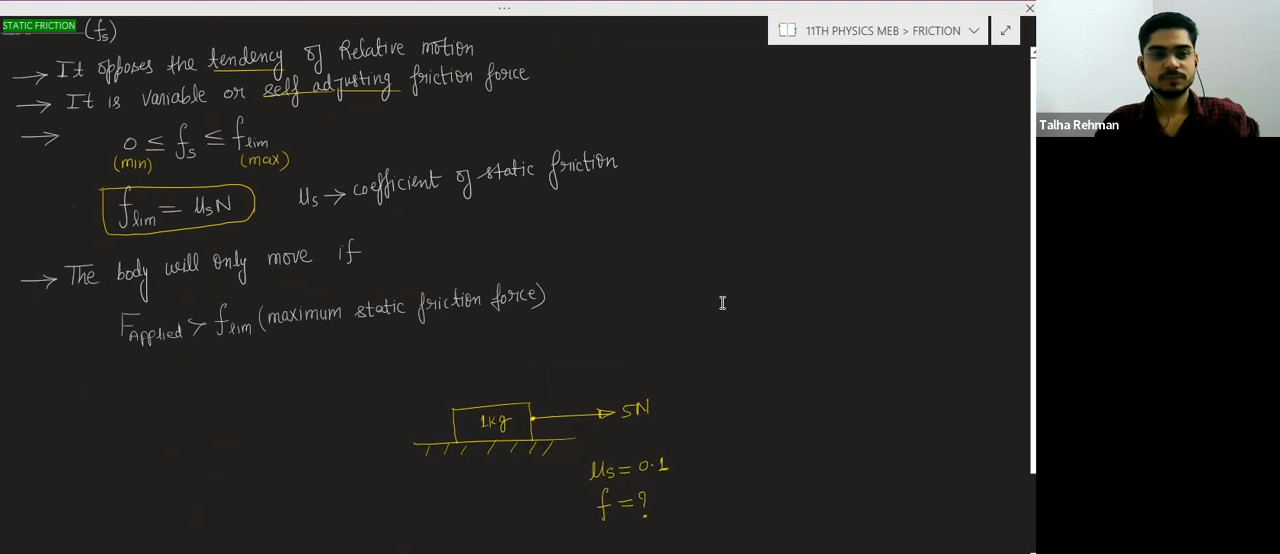 STATIC FRICTION (fs)
11TH PHYSICS MEB > FRICTION
→ It opposes the tendency of Relative motion
→ It is variable or self adjusting friction force
→ 0 ≤ fs ≤ flim
(min) (max)
flim = μsN μs → coefficient of static friction
→ The body will only move if
FApplied > flim (maximum static friction force)
1kg 5N
μs = 0.1
f = ?
Talha Rehman